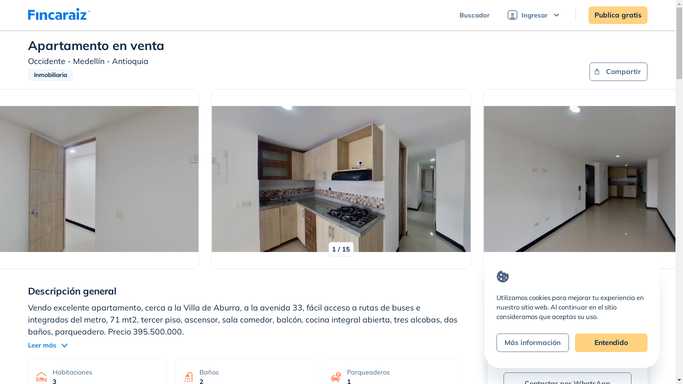 Fincaraiz
Buscador
Ingresar
Publica gratis
Apartamento en venta
Occidente - Medellín - Antioquia
Inmobiliaria
Compartir
1 / 15
Descripción general
Vendo excelente apartamento, cerca a la Villa de Aburra, a la avenida 33, fácil acceso a rutas de buses e
integrados del metro, 71 mt2, tercer piso, ascensor, sala comedor, balcón, cocina integral abierta, tres alcobas, dos
baños, parqueadero. Precio 395.500.000.
Leer más
Habitaciones
3
Baños
2
Parqueaderos
1
Utilizamos cookies para mejorar tu experiencia en
nuestro sitio web. Al continuar en el sitio
consideramos que aceptas su uso.
Más información
Entendido
Contactar por WhatsApp